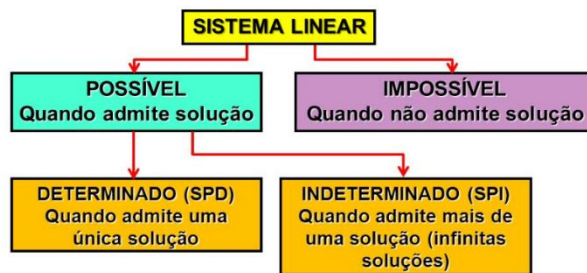 SISTEMA LINEAR
POSSÍVEL
Quando admite solução
IMPOSSÍVEL
Quando não admite solução
DETERMINADO (SPD)
Quando admite uma
única solução
INDETERMINADO (SPI)
Quando admite mais de
uma solução (infinitas
soluções)